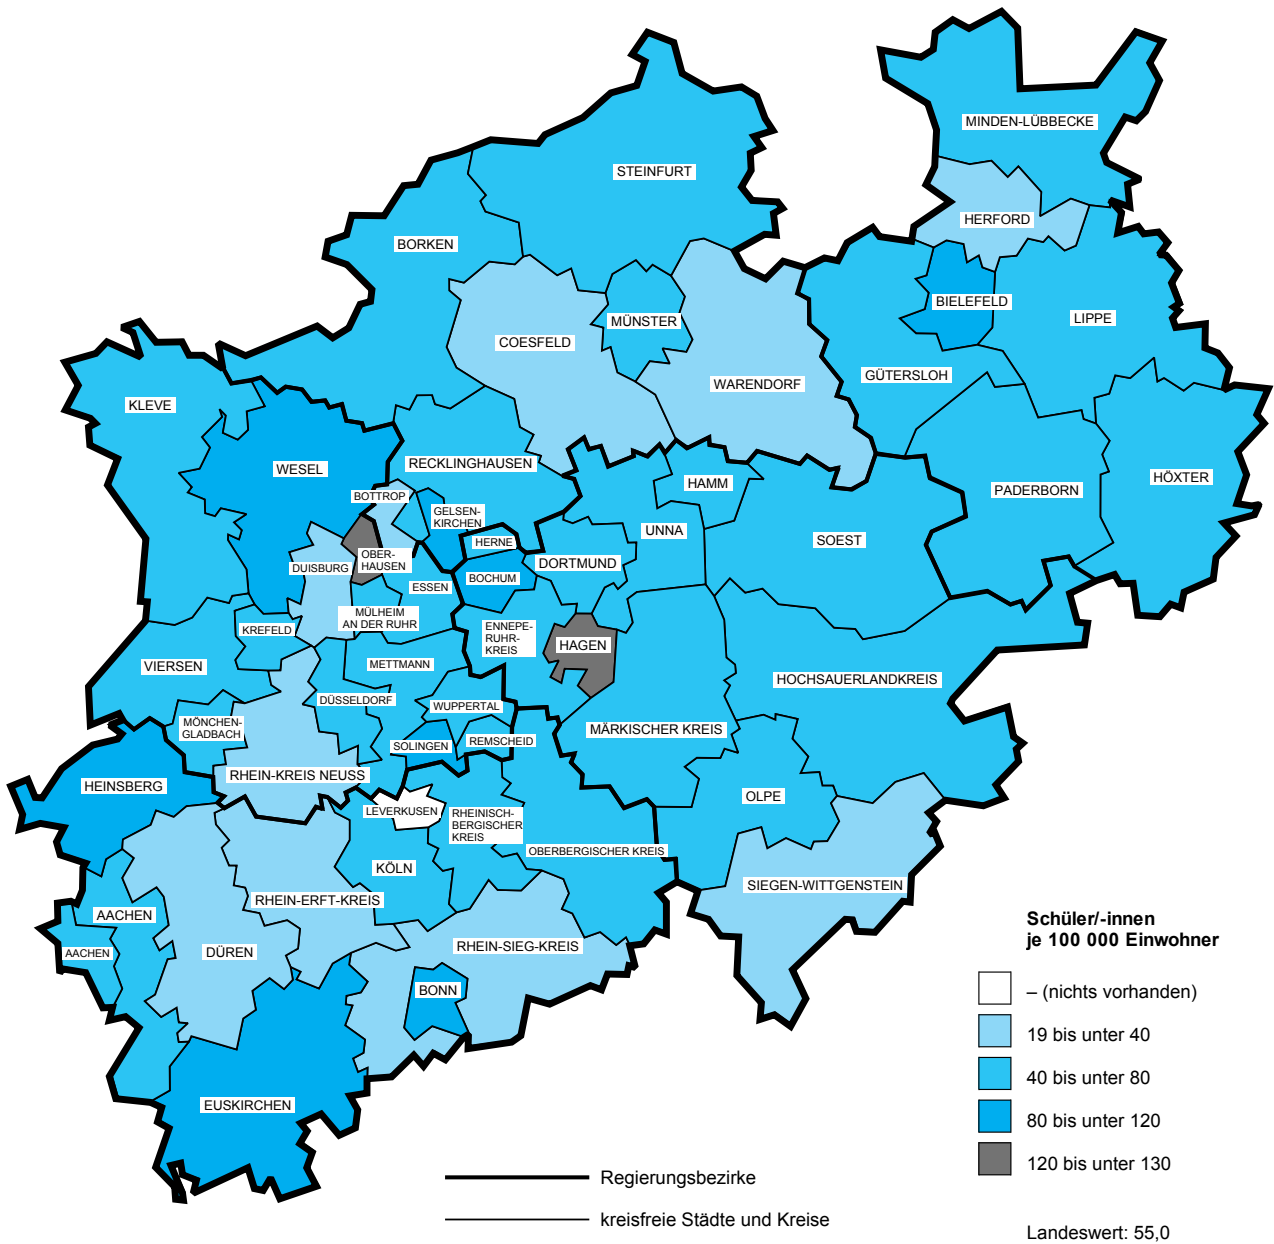 MINDEN-LÜBBECKE
STEINFURT
HERFORD
BORKEN
BIELEFELD
LIPPE
MÜNSTER
COESFELD
GÜTERSLOH
WARENDORF
KLEVE
RECKLINGHAUSEN
WESEL
HÖXTER
HAMM
PADERBORN
BOTTROP
GELSEN-
KIRCHEN
UNNA
SOEST
HERNE
OBER-
HAUSEN
DORTMUND
DUISBURG
BOCHUM
ESSEN
MÜLHEIM
AN DER RUHR
KREFELD
ENNEPE-
RUHR-
KREIS
HAGEN
VIERSEN
METTMANN
HOCHSAUERLANDKREIS
DÜSSELDORF
WUPPERTAL
MÖNCHEN-
GLADBACH
MÄRKISCHER KREIS
SOLINGEN
REMSCHEID
RHEIN-KREIS NEUSS
HEINSBERG
OLPE
LEVERKUSEN
RHEINISCH-
BERGISCHER
KREIS
OBERBERGISCHER KREIS
KÖLN
SIEGEN-WITTGENSTEIN
RHEIN-ERFT-KREIS
AACHEN
RHEIN-SIEG-KREIS
DÜREN
AACHEN
BONN
EUSKIRCHEN
Schüler/-innen
je 100 000 Einwohner
– (nichts vorhanden)
19 bis unter 40
40 bis unter 80
80 bis unter 120
120 bis unter 130
Regierungsbezirke
kreisfreie Städte und Kreise
Landeswert: 55,0